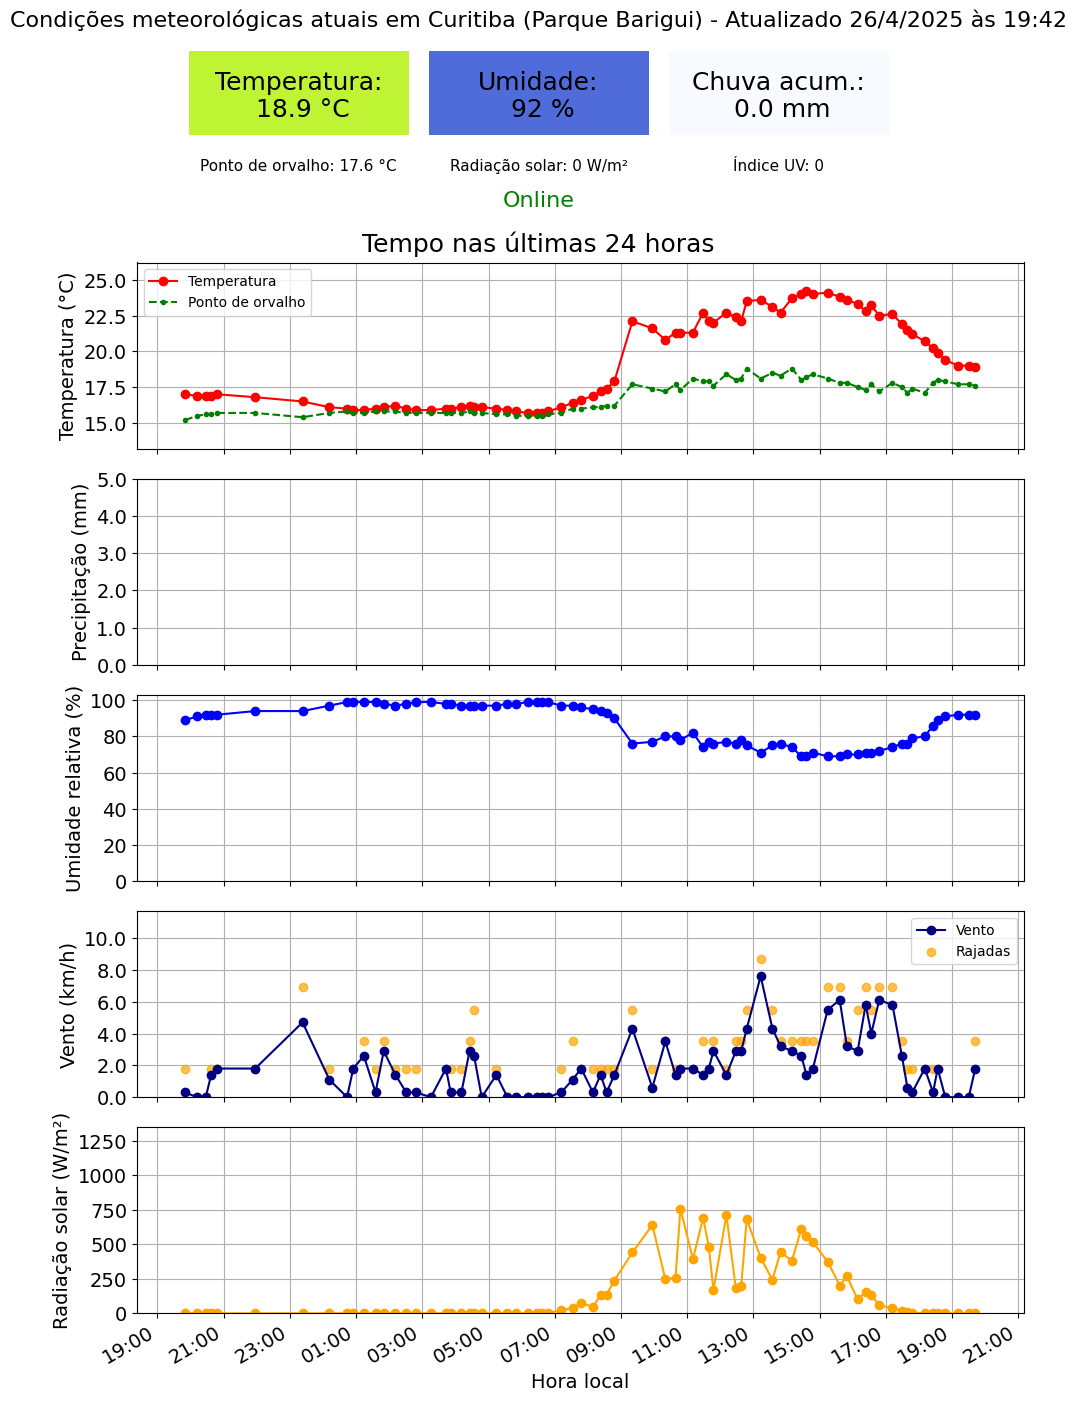 Condições meteorológicas atuais em Curitiba (Parque Barigui) - Atualizado 26/4/2025 às 19:42
Temperatura:
18.9 °C
Umidade:
92 %
Chuva acum.:
0.0 mm
Ponto de orvalho: 17.6 °C
Radiação solar: 0 W/m²
Índice UV: 0
Online
Tempo nas últimas 24 horas
Temperatura (°C)
25.0
22.5
20.0
17.5
15.0
Temperatura
Ponto de orvalho
Precipitação (mm)
5.0
4.0
3.0
2.0
1.0
0.0
Umidade relativa (%)
100
80
60
40
20
0
Vento (km/h)
10.0
8.0
6.0
4.0
2.0
0.0
Vento
Rajadas
Radiação solar (W/m²)
1250
1000
750
500
250
0
19:00
21:00
23:00
01:00
03:00
05:00
07:00
09:00
11:00
13:00
15:00
17:00
19:00
21:00
Hora local